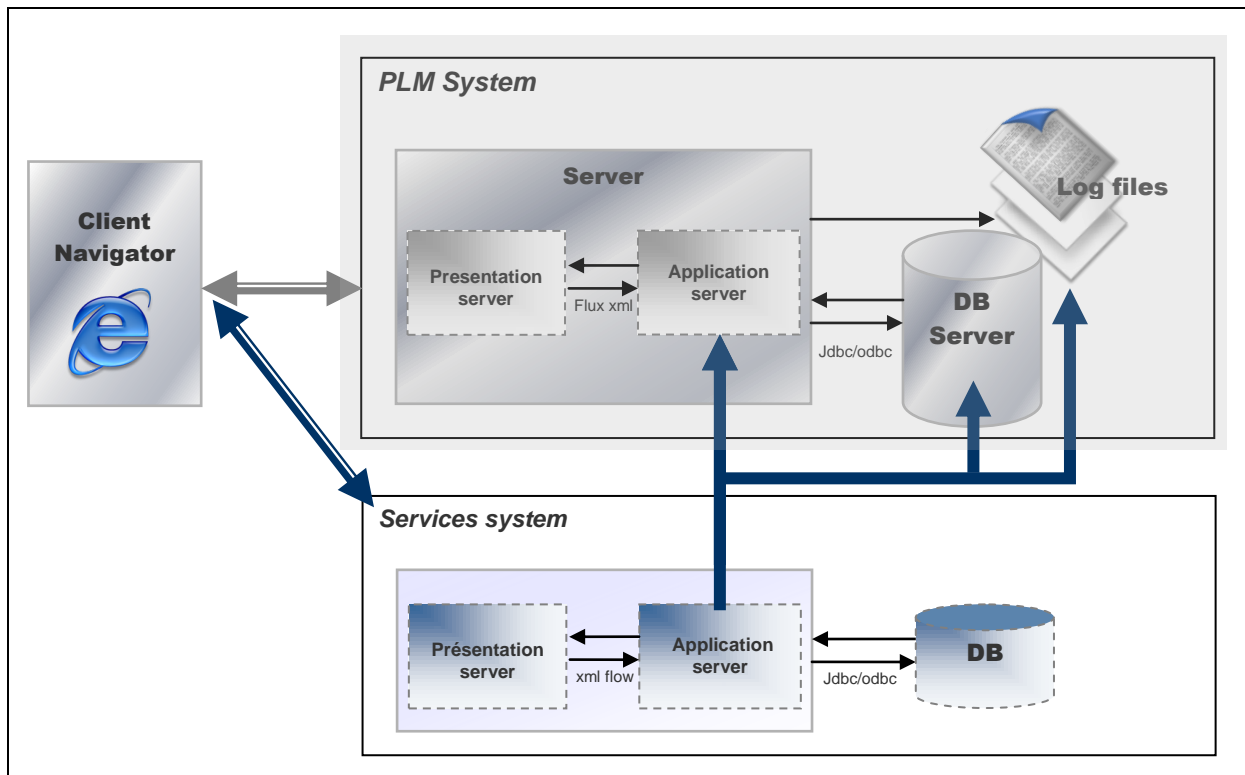 PLM System
Server
Log files
Client
Navigator
Presentation
server
Flux xml
Application
server
DB
Server
Jdbc/odbc
Services system
Présentation
server
xml flow
Application
server
Jdbc/odbc
DB